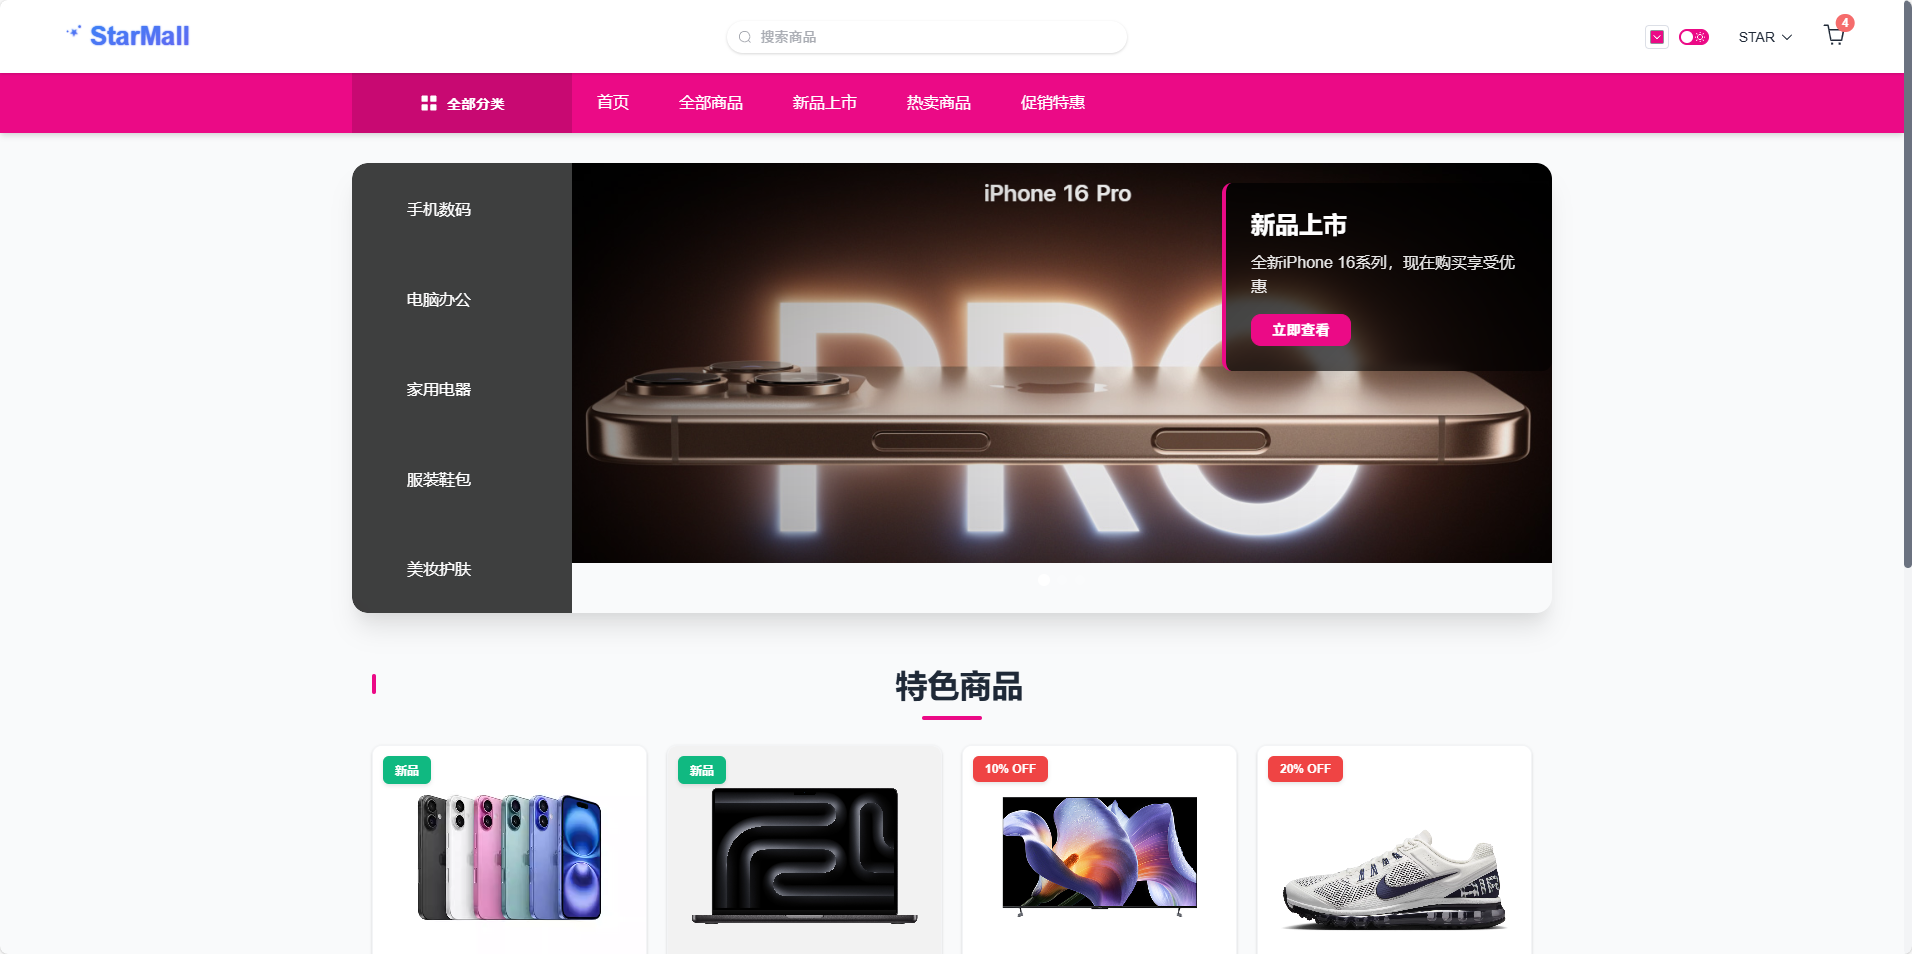 StarMall
搜索商品
STAR
4
全部分类
首页
全部商品
新品上市
热卖商品
促销特惠
手机数码
电脑办公
家用电器
服装鞋包
美妆护肤
iPhone 16 Pro
PRO
新品上市
全新iPhone 16系列，现在购买享受优
惠
立即查看
特色商品
新品
新品
10% OFF
20% OFF